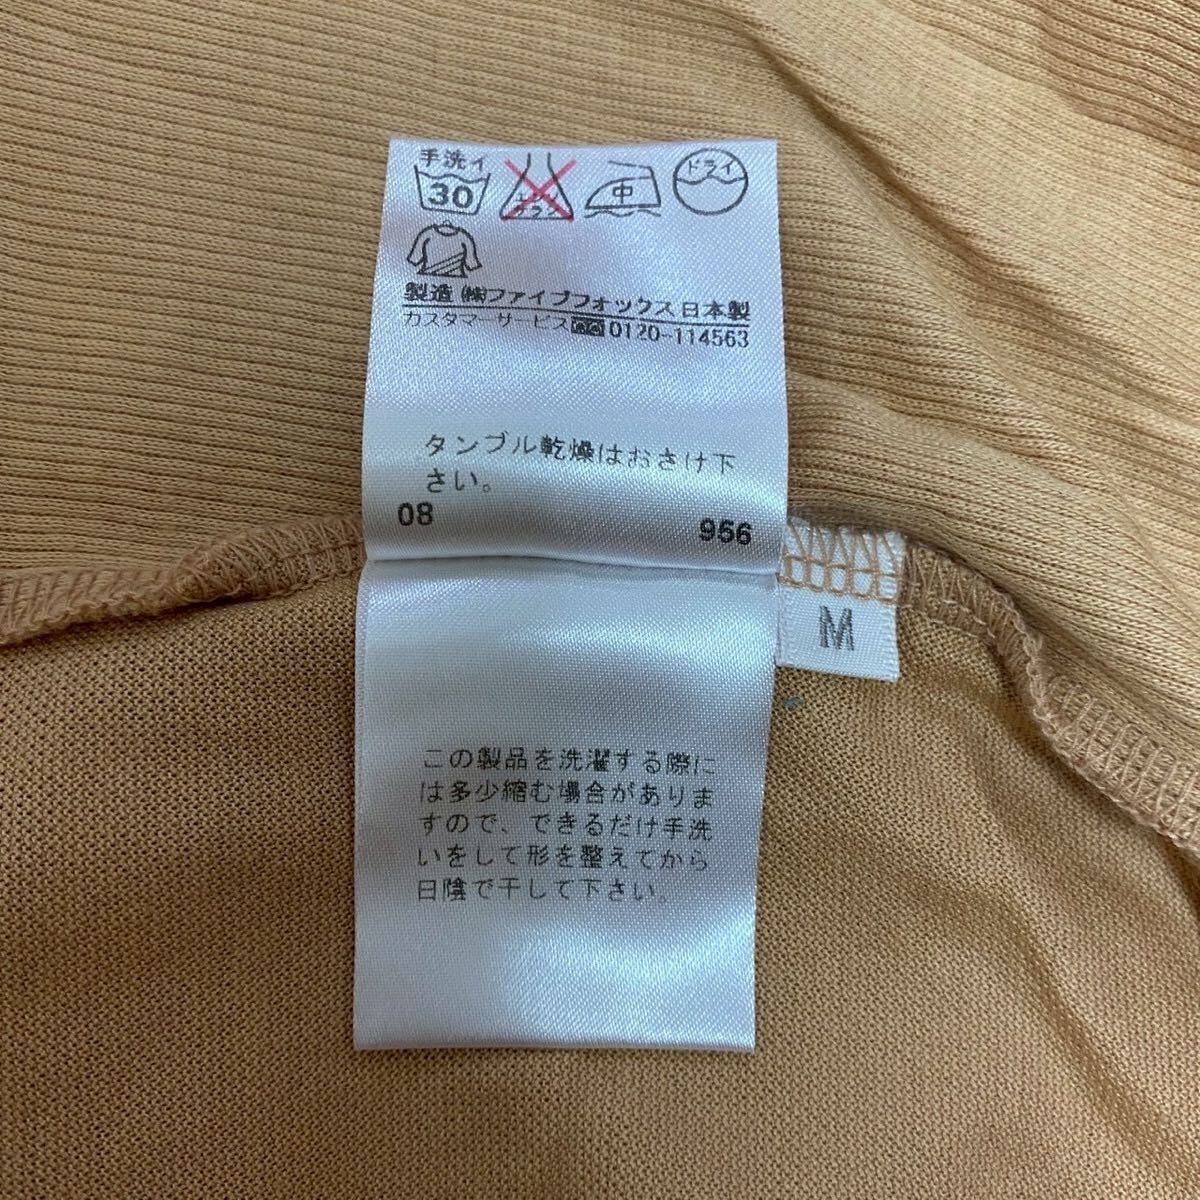 手洗イ
30 エンソ サラシ 中 ドライ
製造 ㈱ファイブフォックス 日本製
カスタマーサービス 0120-114563
タンブル乾燥はおさけ下
さい。
08 956
M
この製品を洗濯する際に
は多少縮む場合がありま
すので、できるだけ手洗
いをして形を整えてから
日陰で干して下さい。